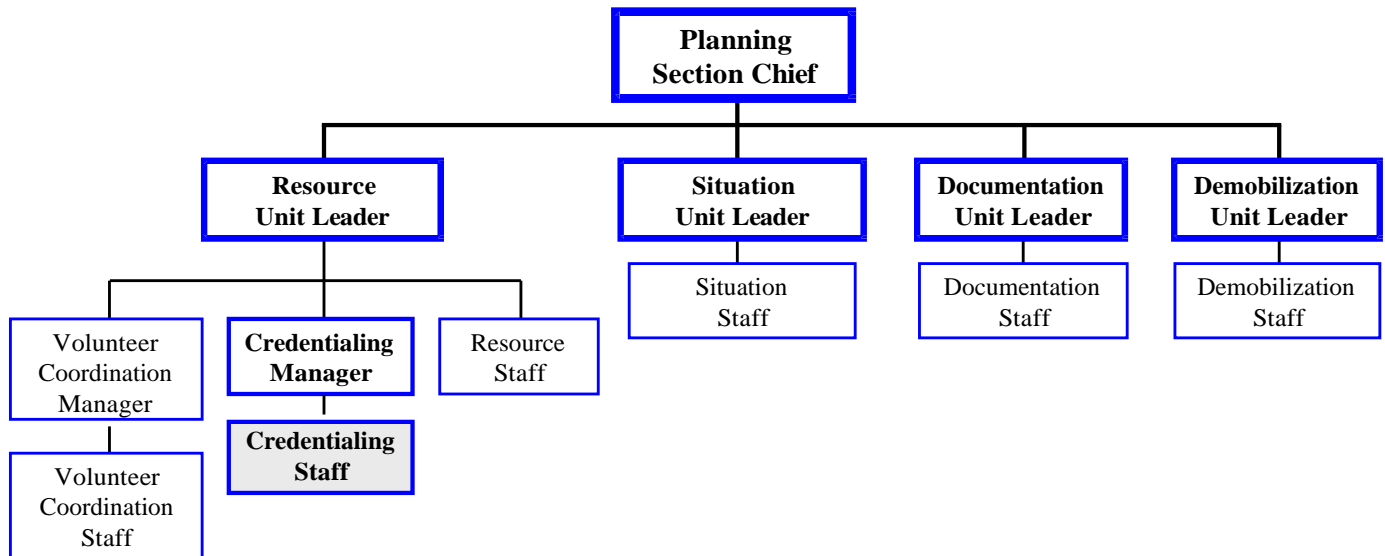 Planning
Section Chief
Resource
Unit Leader
Situation
Unit Leader
Documentation
Unit Leader
Demobilization
Unit Leader
Situation
Staff
Documentation
Staff
Demobilization
Staff
Volunteer
Coordination
Manager
Credentialing
Manager
Resource
Staff
Credentialing
Staff
Volunteer
Coordination
Staff